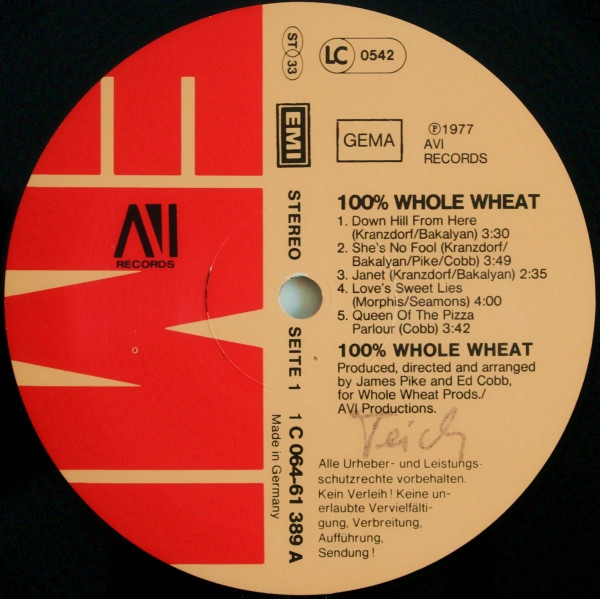 ST 33
LC 0542
EMI
GEMA
℗1977
AVI
RECORDS
AVI
RECORDS
STEREO
SEITE 1
1 C 064-61 389 A
Made in Germany
100% WHOLE WHEAT
1. Down Hill From Here
(Kranzdorf/Bakalyan) 3:30
2. She's No Fool (Kranzdorf/
Bakalyan/Pike/Cobb) 3:49
3. Janet (Kranzdorf/Bakalyan) 2:35
4. Love's Sweet Lies
(Morphis/Seamons) 4:00
5. Queen Of The Pizza
Parlour (Cobb) 3:42
100% WHOLE WHEAT
Produced, directed and arranged
by James Pike and Ed Cobb,
for Whole Wheat Prods./
AVI Productions.
Teich
Alle Urheber- und Leistungs-
schutzrechte vorbehalten.
Kein Verleih! Keine un-
erlaubte Vervielfälti-
gung, Verbreitung,
Aufführung,
Sendung!